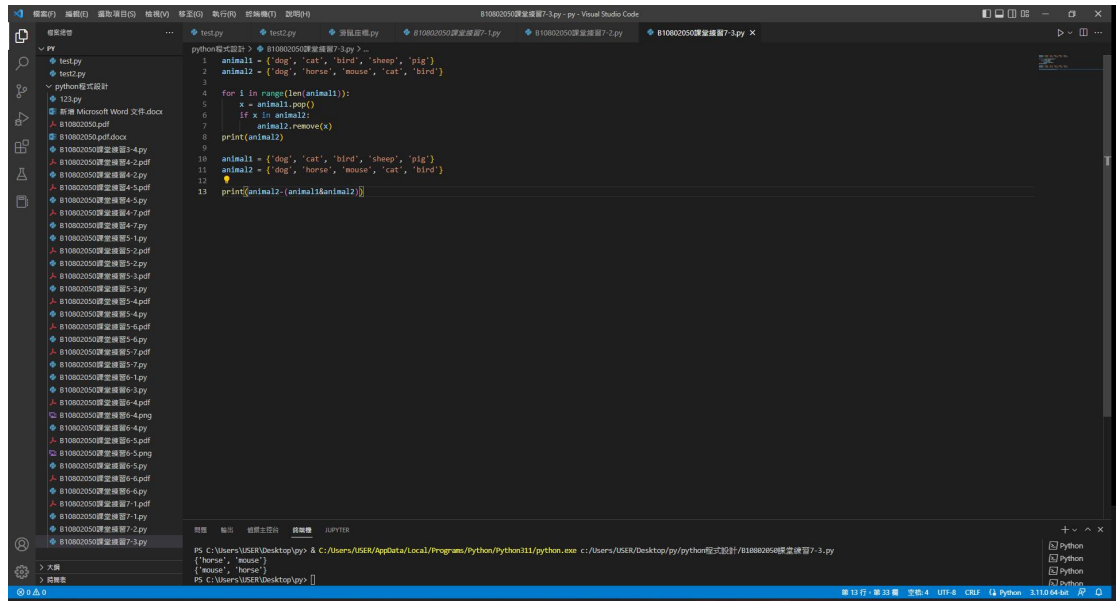 檔案(F) 編輯(E) 選取項目(S) 檢視(V) 移至(G) 執行(R) 終端機(T) 說明(H)
B10802050課堂練習7-3.py - py - Visual Studio Code
檔案總管 ···
test.py
test2.py
滑鼠座標.py
B10802050課堂練習7-1.py
B10802050課堂練習7-2.py
B10802050課堂練習7-3.py
PY
test.py
test2.py
python程式設計
123.py
新增 Microsoft Word 文件.docx
B10802050.pdf
B10802050.pdf.docx
B10802050課堂練習3-4.py
B10802050課堂練習4-2.pdf
B10802050課堂練習4-2.py
B10802050課堂練習4-5.pdf
B10802050課堂練習4-5.py
B10802050課堂練習4-7.pdf
B10802050課堂練習4-7.py
B10802050課堂練習5-1.py
B10802050課堂練習5-2.pdf
B10802050課堂練習5-2.py
B10802050課堂練習5-3.pdf
B10802050課堂練習5-3.py
B10802050課堂練習5-4.pdf
B10802050課堂練習5-4.py
B10802050課堂練習5-6.pdf
B10802050課堂練習5-6.py
B10802050課堂練習5-7.pdf
B10802050課堂練習5-7.py
B10802050課堂練習6-1.py
B10802050課堂練習6-3.py
B10802050課堂練習6-4.pdf
B10802050課堂練習6-4.png
B10802050課堂練習6-4.py
B10802050課堂練習6-5.pdf
B10802050課堂練習6-5.png
B10802050課堂練習6-5.py
B10802050課堂練習6-6.pdf
B10802050課堂練習6-6.py
B10802050課堂練習7-1.pdf
B10802050課堂練習7-1.py
B10802050課堂練習7-2.py
B10802050課堂練習7-3.py
大綱
時間表
python程式設計 > B10802050課堂練習7-3.py > ...
1 animal1 = {'dog', 'cat', 'bird', 'sheep', 'pig'}
2 animal2 = {'dog', 'horse', 'mouse', 'cat', 'bird'}
3
4 for i in range(len(animal1)):
5     x = animal1.pop()
6     if x in animal2:
7         animal2.remove(x)
8 print(animal2)
9
10 animal1 = {'dog', 'cat', 'bird', 'sheep', 'pig'}
11 animal2 = {'dog', 'horse', 'mouse', 'cat', 'bird'}
12
13 print(animal2-(animal1&animal2))
問題 輸出 偵錯主控台 終端機 JUPYTER
PS C:\Users\USER\Desktop\py> & C:/Users/USER/AppData/Local/Programs/Python/Python311/python.exe c:/Users/USER/Desktop/py/python程式設計/B10802050課堂練習7-3.py
{'horse', 'mouse'}
{'mouse', 'horse'}
PS C:\Users\USER\Desktop\py>
Python
Python
Python
Python
0 0
第 13 行，第 33 欄 空格: 4 UTF-8 CRLF Python 3.11.0 64-bit